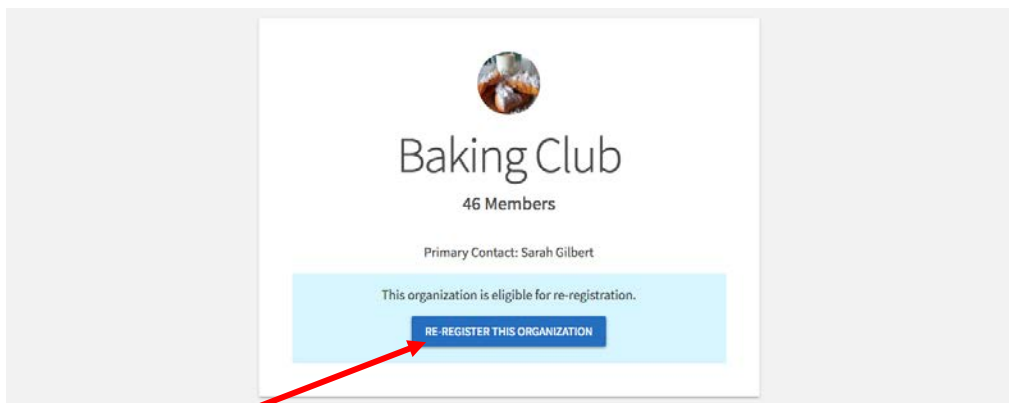 Baking Club
46 Members
Primary Contact: Sarah Gilbert
This organization is eligible for re-registration.
RE-REGISTER THIS ORGANIZATION